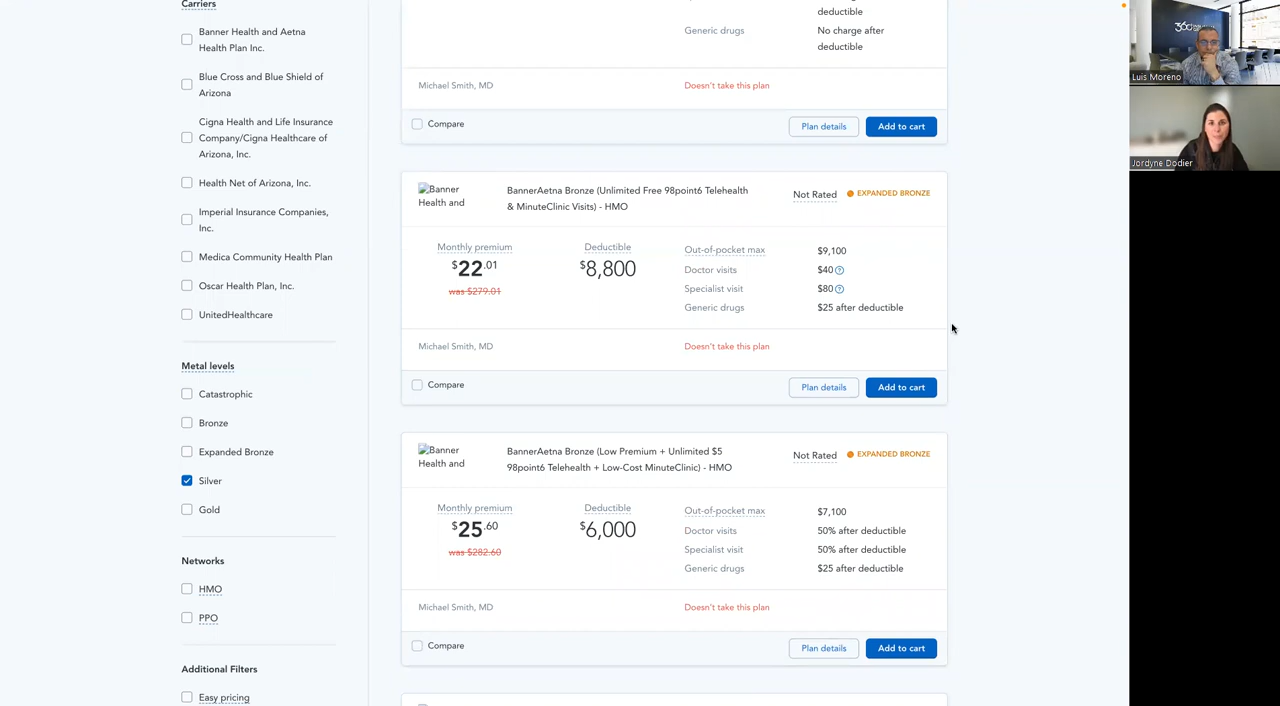 Carriers
Banner Health and Aetna
Health Plan Inc.
Blue Cross and Blue Shield of
Arizona
Cigna Health and Life Insurance
Company/Cigna Healthcare of
Arizona, Inc.
Health Net of Arizona, Inc.
Imperial Insurance Companies,
Inc.
Medica Community Health Plan
Oscar Health Plan, Inc.
UnitedHealthcare
Metal levels
Catastrophic
Bronze
Expanded Bronze
Silver
Gold
Networks
HMO
PPO
Additional Filters
Easy pricing
deductible
Generic drugs No charge after
deductible
Michael Smith, MD Doesn't take this plan
Compare Plan details Add to cart
Banner
Health and
BannerAetna Bronze (Unlimited Free 98point6 Telehealth
& MinuteClinic Visits) - HMO
Not Rated EXPANDED BRONZE
Monthly premium
$22.01
was $279.01
Deductible
$8,800
Out-of-pocket max $9,100
Doctor visits $40
Specialist visit $80
Generic drugs $25 after deductible
Michael Smith, MD Doesn't take this plan
Compare Plan details Add to cart
Banner
Health and
BannerAetna Bronze (Low Premium + Unlimited $5
98point6 Telehealth + Low-Cost MinuteClinic) - HMO
Not Rated EXPANDED BRONZE
Monthly premium
$25.60
was $282.60
Deductible
$6,000
Out-of-pocket max $7,100
Doctor visits 50% after deductible
Specialist visit 50% after deductible
Generic drugs $25 after deductible
Michael Smith, MD Doesn't take this plan
Compare Plan details Add to cart
Luis Moreno
Jordyne Dodier